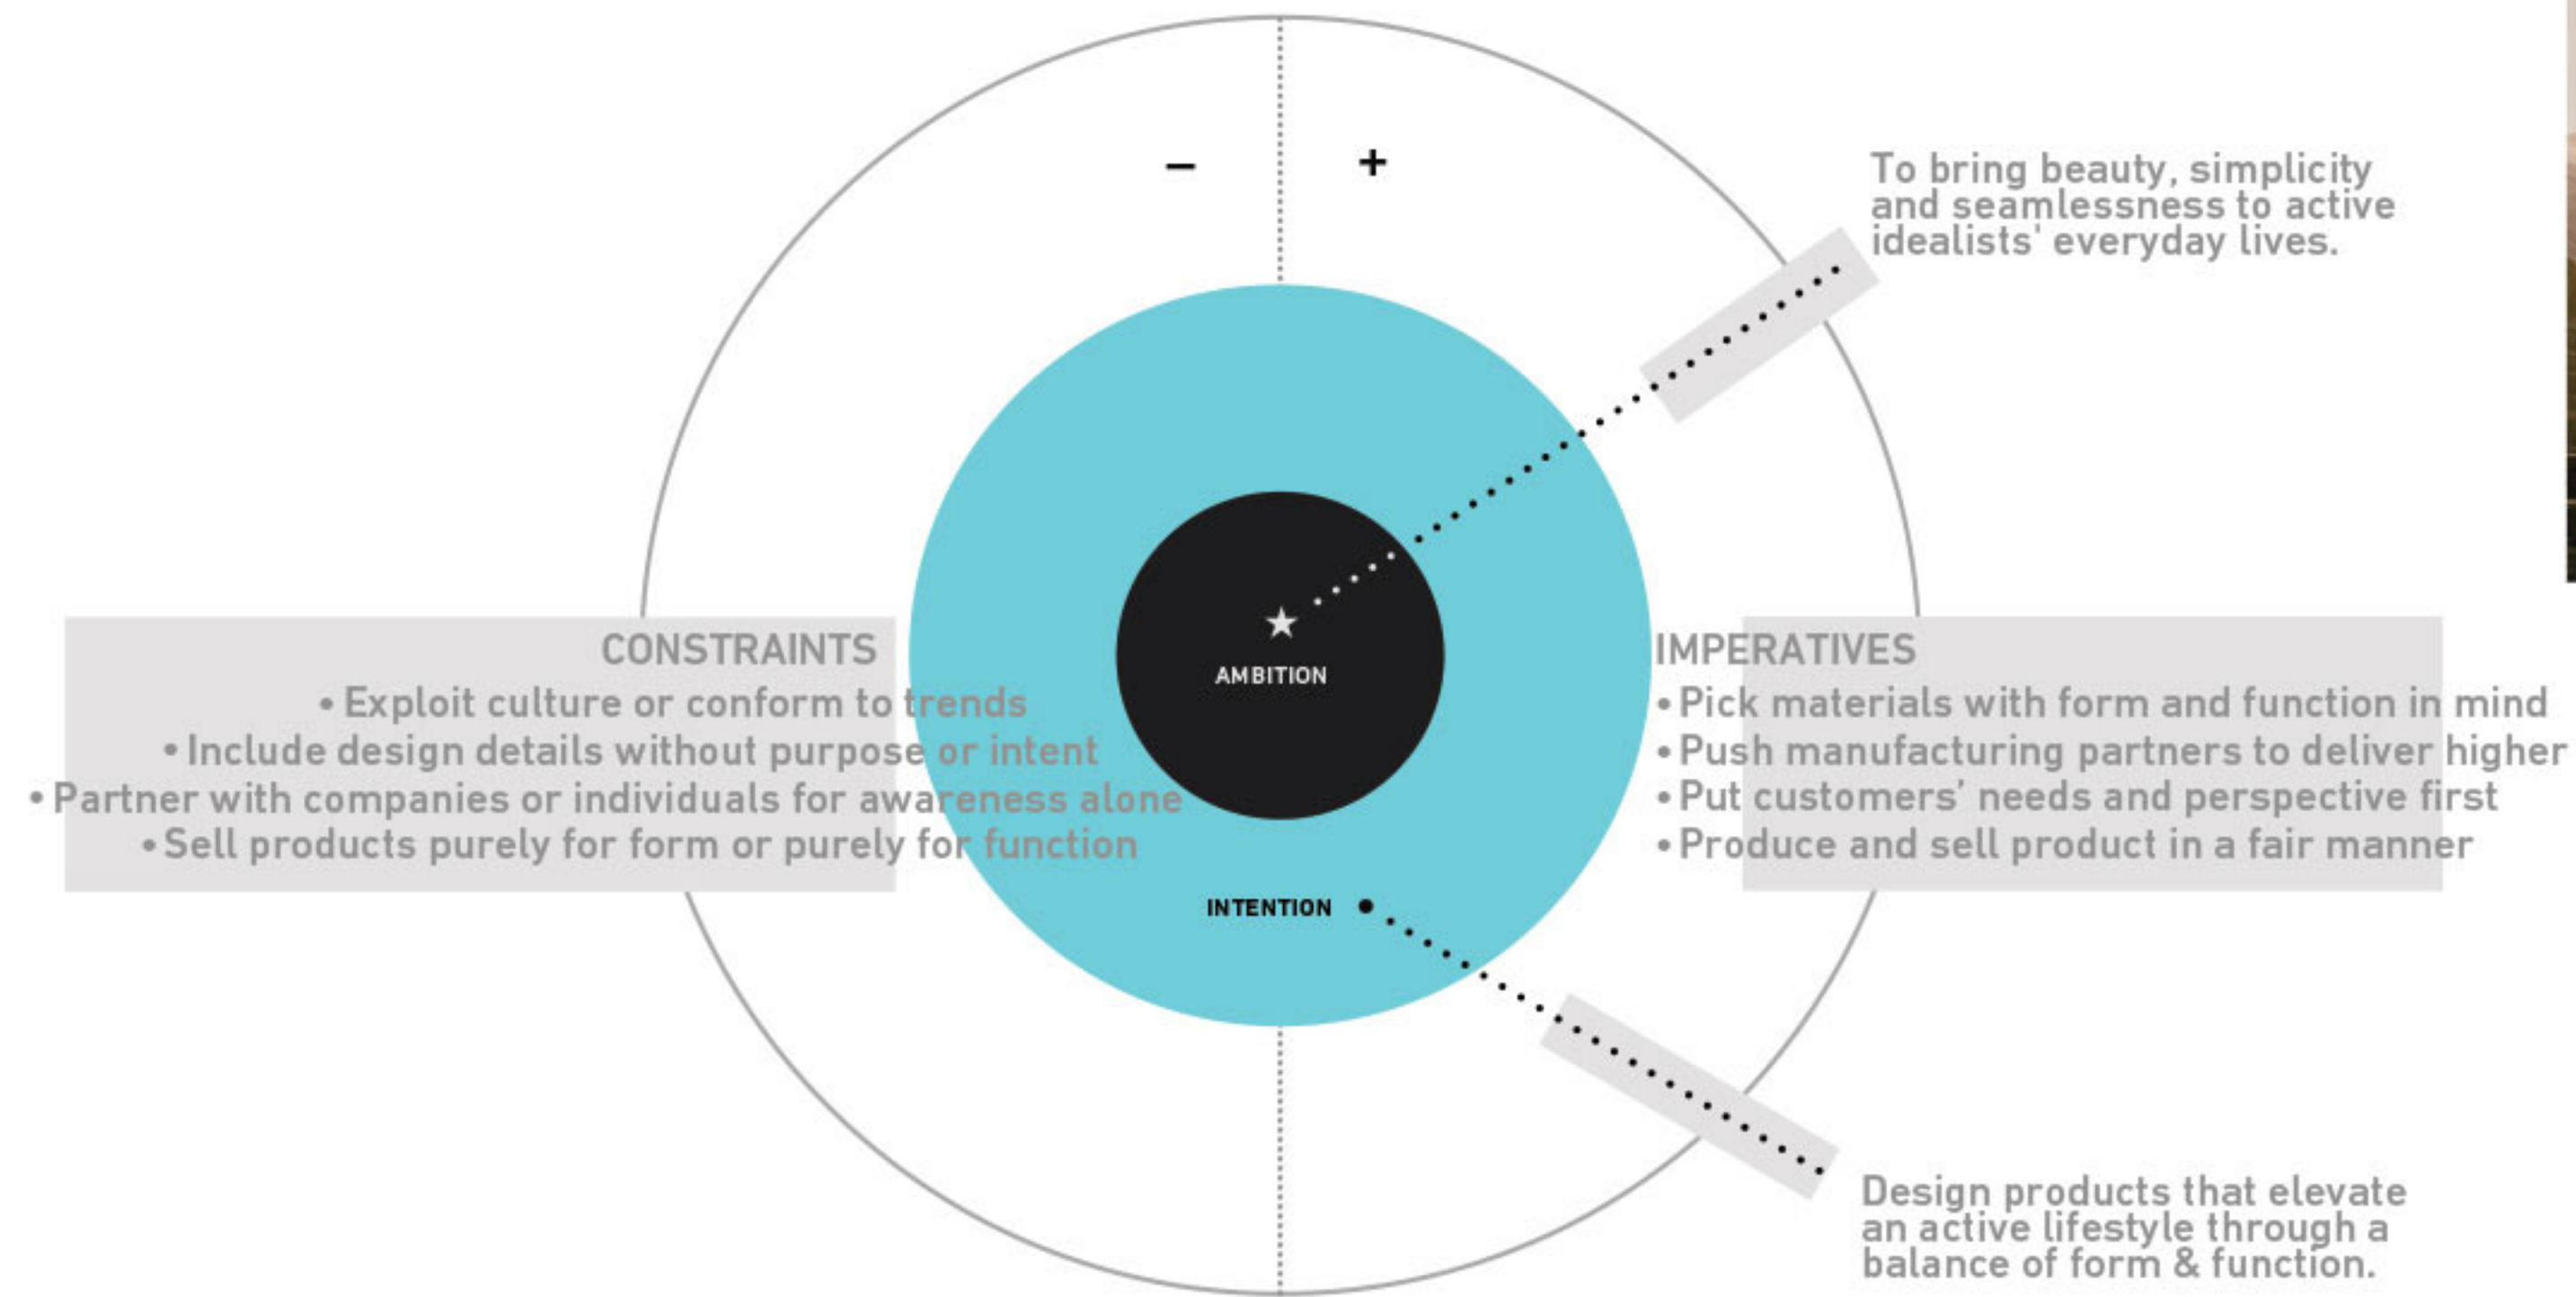 − +
To bring beauty, simplicity
and seamlessness to active
idealists' everyday lives.
AMBITION
CONSTRAINTS
• Exploit culture or conform to trends
• Include design details without purpose or intent
• Partner with companies or individuals for awareness alone
• Sell products purely for form or purely for function
IMPERATIVES
• Pick materials with form and function in mind
• Push manufacturing partners to deliver higher
• Put customers’ needs and perspective first
• Produce and sell product in a fair manner
INTENTION
Design products that elevate
an active lifestyle through a
balance of form & function.